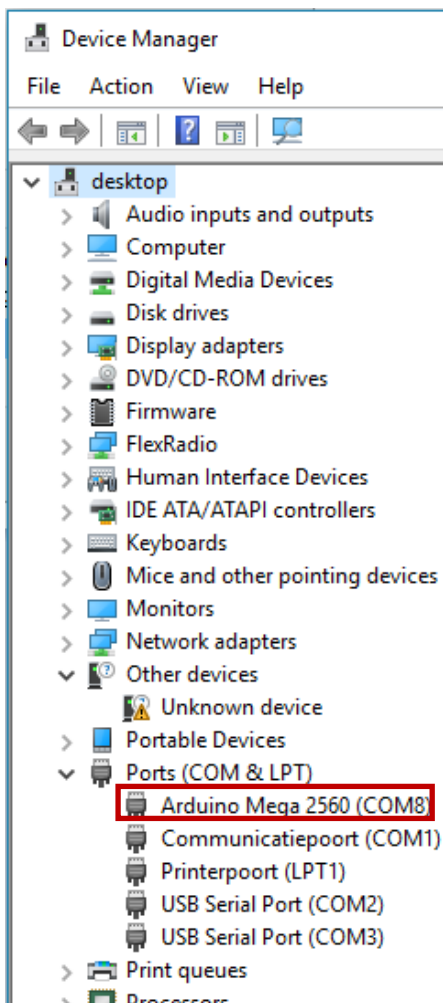 Device Manager
File Action View Help
desktop
Audio inputs and outputs
Computer
Digital Media Devices
Disk drives
Display adapters
DVD/CD-ROM drives
Firmware
FlexRadio
Human Interface Devices
IDE ATA/ATAPI controllers
Keyboards
Mice and other pointing devices
Monitors
Network adapters
Other devices
Unknown device
Portable Devices
Ports (COM & LPT)
Arduino Mega 2560 (COM8)
Communicatiepoort (COM1)
Printerpoort (LPT1)
USB Serial Port (COM2)
USB Serial Port (COM3)
Print queues
Processors